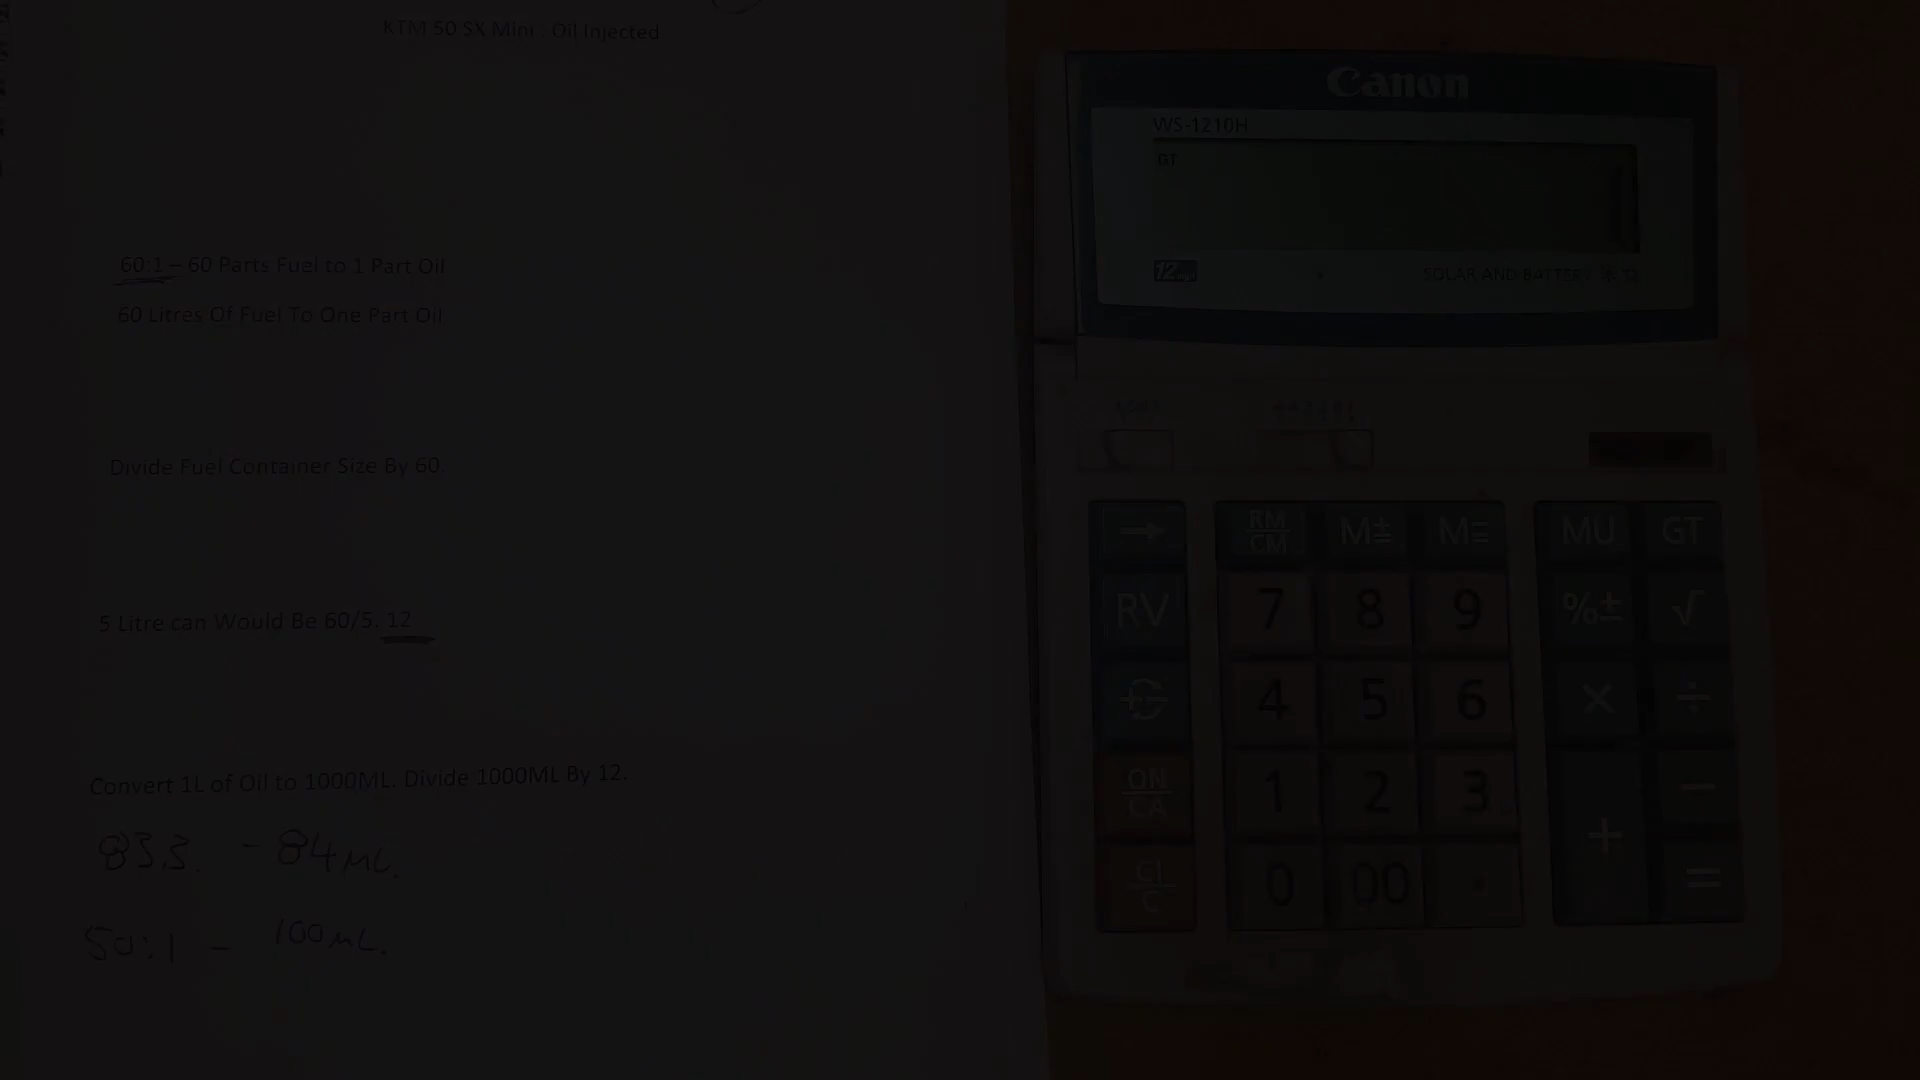 KTM 50 SX Mini : Oil Injected
60:1 – 60 Parts Fuel to 1 Part Oil
60 Litres Of Fuel To One Part Oil
Divide Fuel Container Size By 60.
5 Litre can Would Be 60/5. 12
Convert 1L of Oil to 1000ML. Divide 1000ML By 12.
83.3. - 84mL.
50:1 - 100mL.
Canon
WS-1210H
GT
12
SOLAR AND BATTERY
→ RM/CM M± M= MU GT
RV 7 8 9 %± √
4 5 6 × ÷
ON/CA 1 2 3 + −
CI/C 0 00 . =